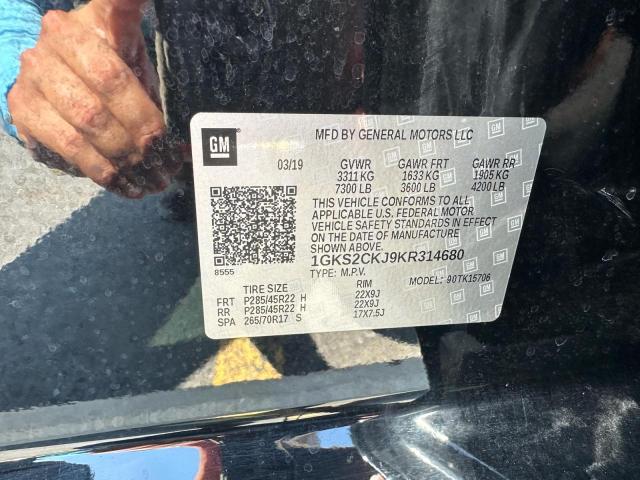 GM
MFD BY GENERAL MOTORS LLC
03/19 GVWR GAWR FRT GAWR RR
3311 KG 1633 KG 1905 KG
7300 LB 3600 LB 4200 LB
THIS VEHICLE CONFORMS TO ALL
APPLICABLE U.S. FEDERAL MOTOR
VEHICLE SAFETY STANDARDS IN EFFECT
ON THE DATE OF MANUFACTURE
SHOWN ABOVE.
1GKS2CKJ9KR314680
8555
TYPE: M.P.V. MODEL: 90TK15706
TIRE SIZE RIM
FRT P285/45R22 H 22X9J
RR P285/45R22 H 22X9J
SPA 265/70R17 S 17X7.5J